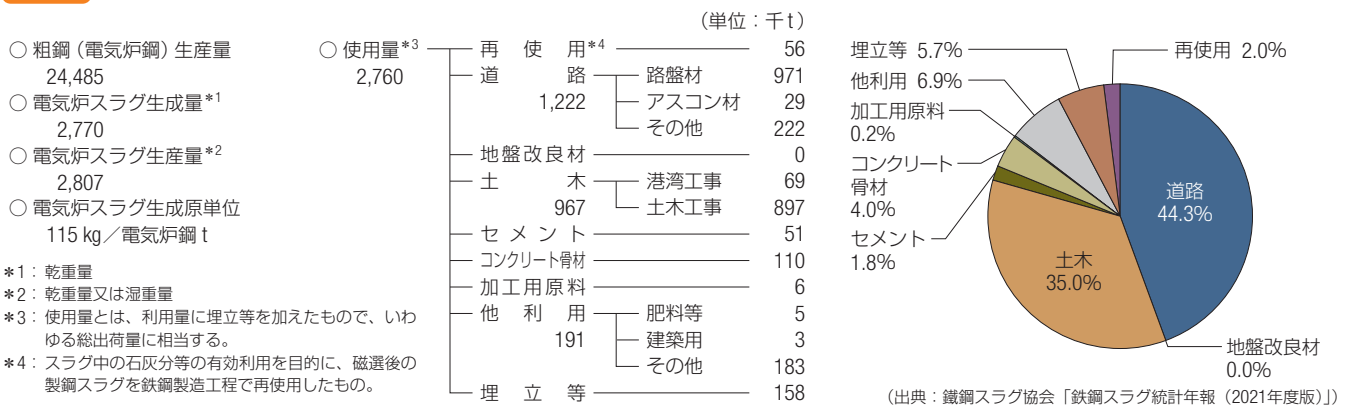 (単位：千t)
○ 粗鋼（電気炉鋼）生産量
24,485
○ 電気炉スラグ生成量*1
2,770
○ 電気炉スラグ生産量*2
2,807
○ 電気炉スラグ生成原単位
115 kg／電気炉鋼 t
*1：乾重量
*2：乾重量又は湿重量
*3：使用量とは、利用量に埋立等を加えたもので、いわ
ゆる総出荷量に相当する。
*4：スラグ中の石灰分等の有効利用を目的に、磁選後の
製鋼スラグを鉄鋼製造工程で再使用したもの。
○ 使用量*3
2,760
再使用*4 56
道路 路盤材 971
1,222 アスコン材 29
その他 222
地盤改良材 0
土木 港湾工事 69
967 土木工事 897
セメント 51
コンクリート骨材 110
加工用原料 6
他利用 肥料等 5
191 建築用 3
その他 183
埋立等 158
埋立等 5.7%
再使用 2.0%
他利用 6.9%
加工用原料
0.2%
コンクリート
骨材
4.0%
セメント
1.8%
道路
44.3%
土木
35.0%
地盤改良材
0.0%
（出典：鐵鋼スラグ協会「鉄鋼スラグ統計年報（2021年度版）」）